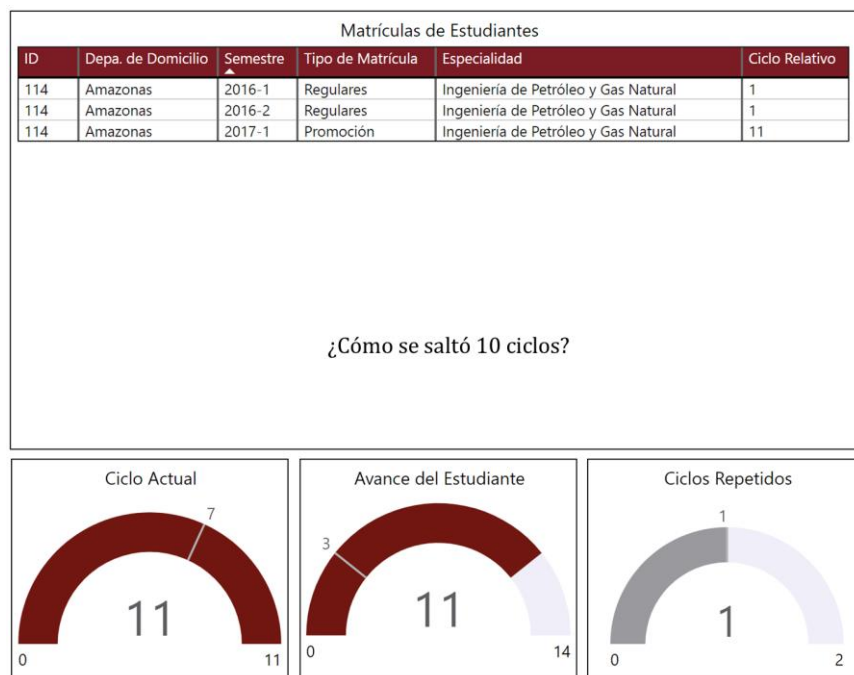 Matrículas de Estudiantes
ID Depa. de Domicilio Semestre Tipo de Matrícula Especialidad Ciclo Relativo
114 Amazonas 2016-1 Regulares Ingeniería de Petróleo y Gas Natural 1
114 Amazonas 2016-2 Regulares Ingeniería de Petróleo y Gas Natural 1
114 Amazonas 2017-1 Promoción Ingeniería de Petróleo y Gas Natural 11
¿Cómo se saltó 10 ciclos?
Ciclo Actual
7
11
0 11
Avance del Estudiante
3
11
0 14
Ciclos Repetidos
1
1
0 2